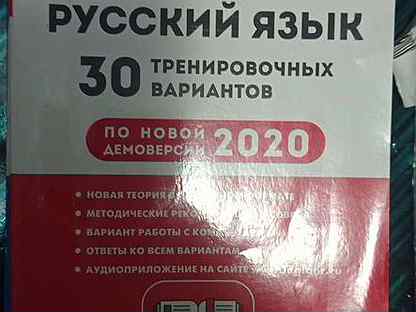 РУССКИЙ ЯЗЫК
30 ТРЕНИРОВОЧНЫХ
ВАРИАНТОВ
ПО НОВОЙ
ДЕМОВЕРСИИ 2020
• НОВАЯ ТЕОРИЯ
• МЕТОДИЧЕСКИЕ
• ВАРИАНТ РАБОТЫ С
• ОТВЕТЫ КО ВСЕМ ВАРИАНТАМ
• АУДИОПРИЛОЖЕНИЕ НА САЙТЕ